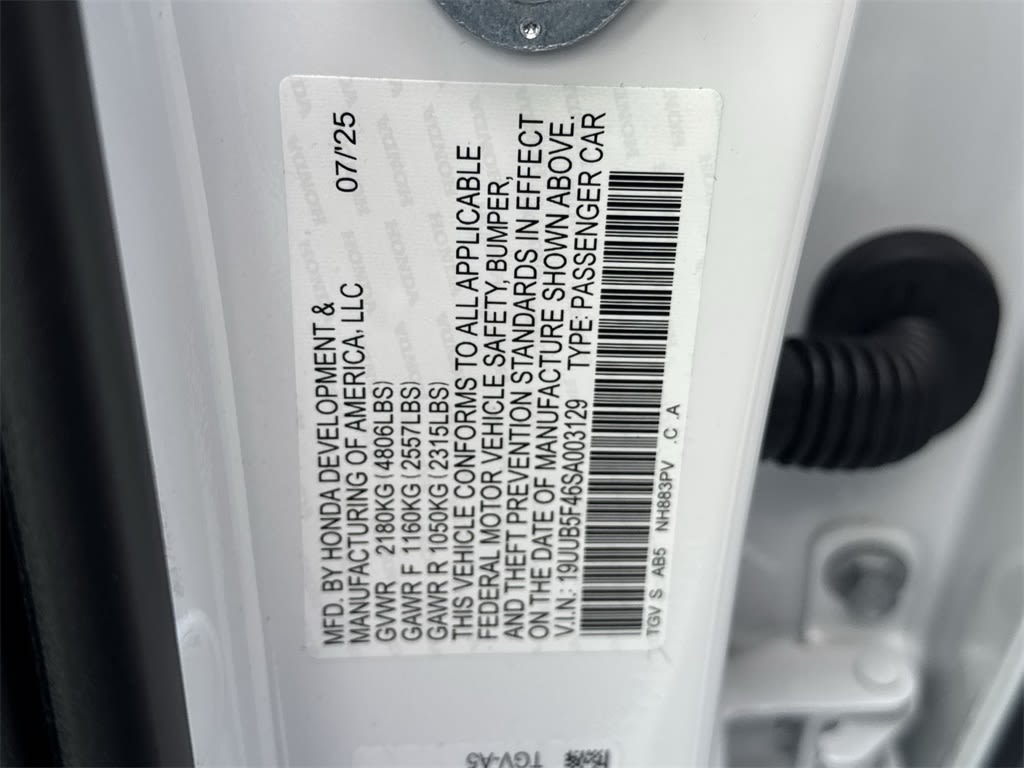 MFD. BY HONDA DEVELOPMENT &
MANUFACTURING OF AMERICA, LLC 07/'25
GVWR 2180KG (4806LBS)
GAWR F 1160KG (2557LBS)
GAWR R 1050KG (2315LBS)
THIS VEHICLE CONFORMS TO ALL APPLICABLE
FEDERAL MOTOR VEHICLE SAFETY, BUMPER,
AND THEFT PREVENTION STANDARDS IN EFFECT
ON THE DATE OF MANUFACTURE SHOWN ABOVE.
V.I.N.: 19UUB5F46SA003129 TYPE: PASSENGER CAR
TGV S AB5 NH883PV .C .A
TGV-A5